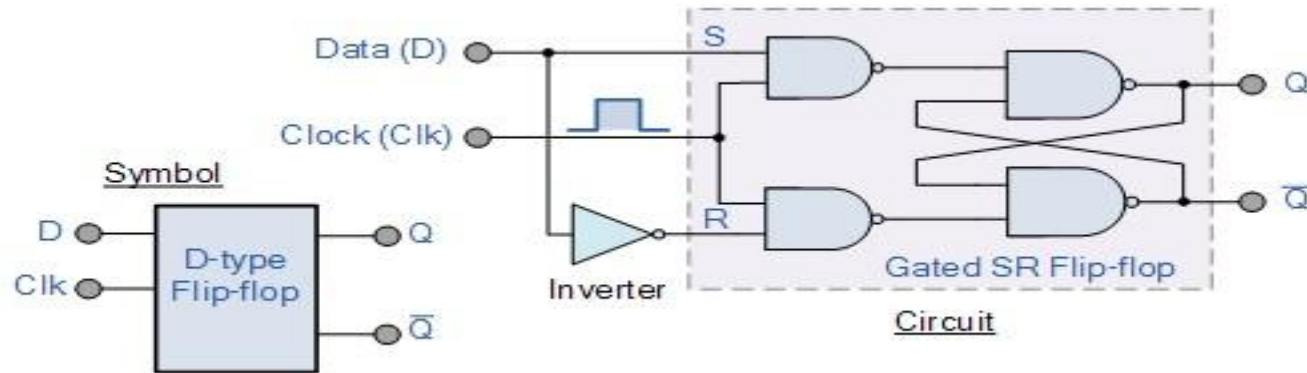 Data (D)
S
Q
Clock (Clk)
Symbol
R
Q̅
D
Q
D-type
Flip-flop
Clk
Inverter
Gated SR Flip-flop
Q̅
Circuit